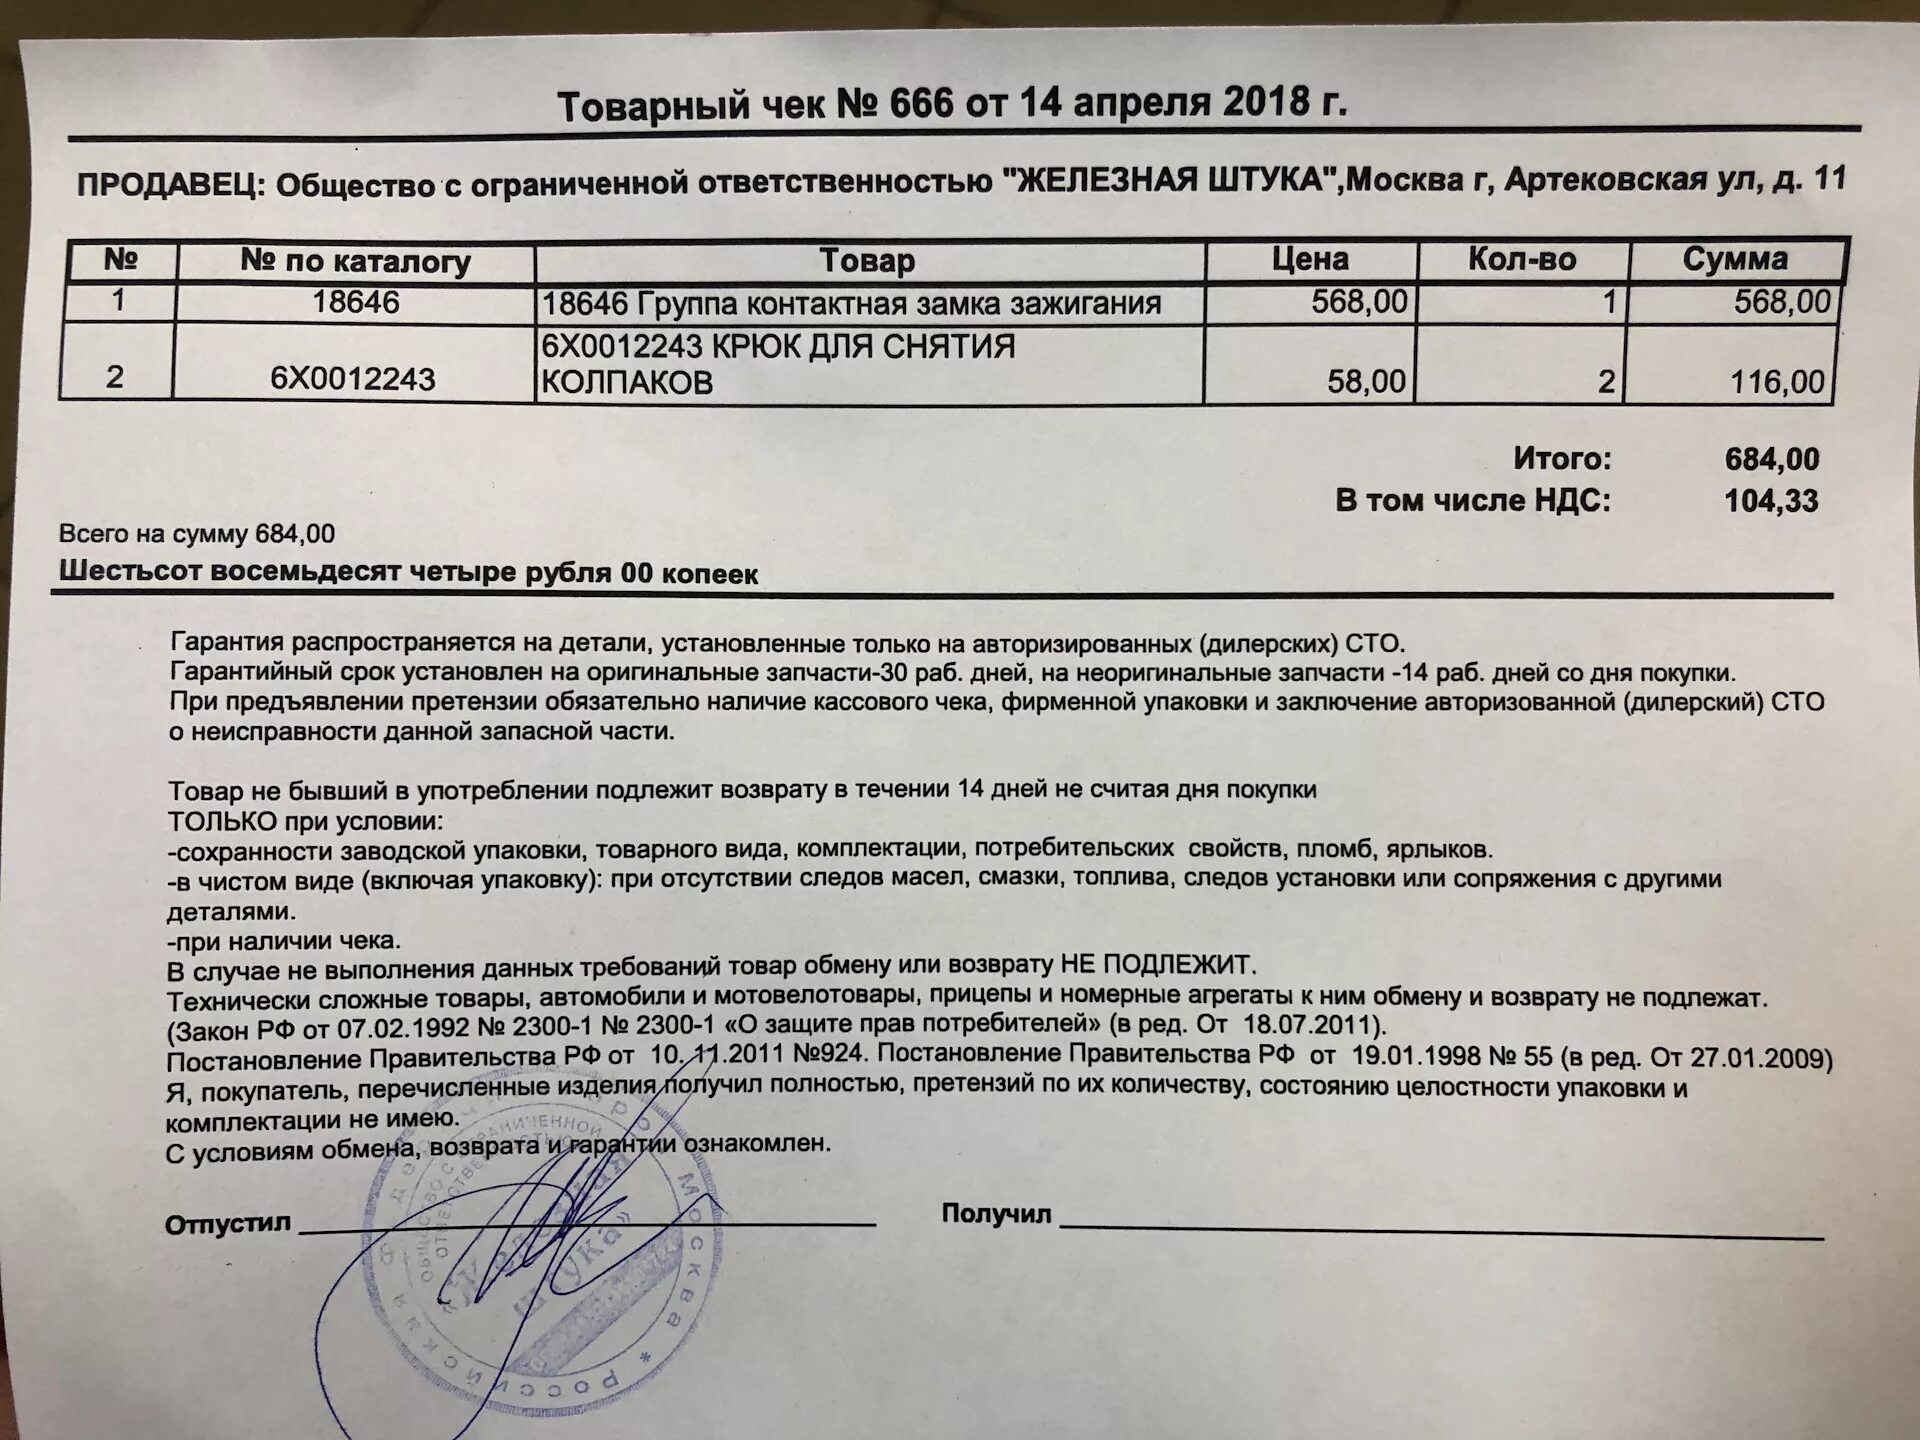 Товарный чек № 666 от 14 апреля 2018 г.
ПРОДАВЕЦ: Общество с ограниченной ответственностью "ЖЕЛЕЗНАЯ ШТУКА",Москва г, Артековская ул, д. 11
№ № по каталогу Товар Цена Кол-во Сумма
1 18646 18646 Группа контактная замка зажигания 568,00 1 568,00
6X0012243 КРЮК ДЛЯ СНЯТИЯ
2 6X0012243 КОЛПАКОВ 58,00 2 116,00
Итого: 684,00
В том числе НДС: 104,33
Всего на сумму 684,00
Шестьсот восемьдесят четыре рубля 00 копеек
Гарантия распространяется на детали, установленные только на авторизированных (дилерских) СТО.
Гарантийный срок установлен на оригинальные запчасти-30 раб. дней, на неоригинальные запчасти -14 раб. дней со дня покупки.
При предъявлении претензии обязательно наличие кассового чека, фирменной упаковки и заключение авторизованной (дилерский) СТО
о неисправности данной запасной части.
Товар не бывший в употреблении подлежит возврату в течении 14 дней не считая дня покупки
ТОЛЬКО при условии:
-сохранности заводской упаковки, товарного вида, комплектации, потребительских свойств, пломб, ярлыков.
-в чистом виде (включая упаковку): при отсутствии следов масел, смазки, топлива, следов установки или сопряжения с другими
деталями.
-при наличии чека.
В случае не выполнения данных требований товар обмену или возврату НЕ ПОДЛЕЖИТ.
Технически сложные товары, автомобили и мотовелотовары, прицепы и номерные агрегаты к ним обмену и возврату не подлежат.
(Закон РФ от 07.02.1992 № 2300-1 № 2300-1 «О защите прав потребителей» (в ред. От 18.07.2011).
Постановление Правительства РФ от 10. 11.2011 №924. Постановление Правительства РФ от 19.01.1998 № 55 (в ред. От 27.01.2009)
Я, покупатель, перечисленные изделия получил полностью, претензий по их количеству, состоянию целостности упаковки и
комплектации не имею.
С условиям обмена, возврата и гарантии ознакомлен.
Отпустил Получил
Российская Москва
общество с ограниченной
ответственностью
«Железная
штука»